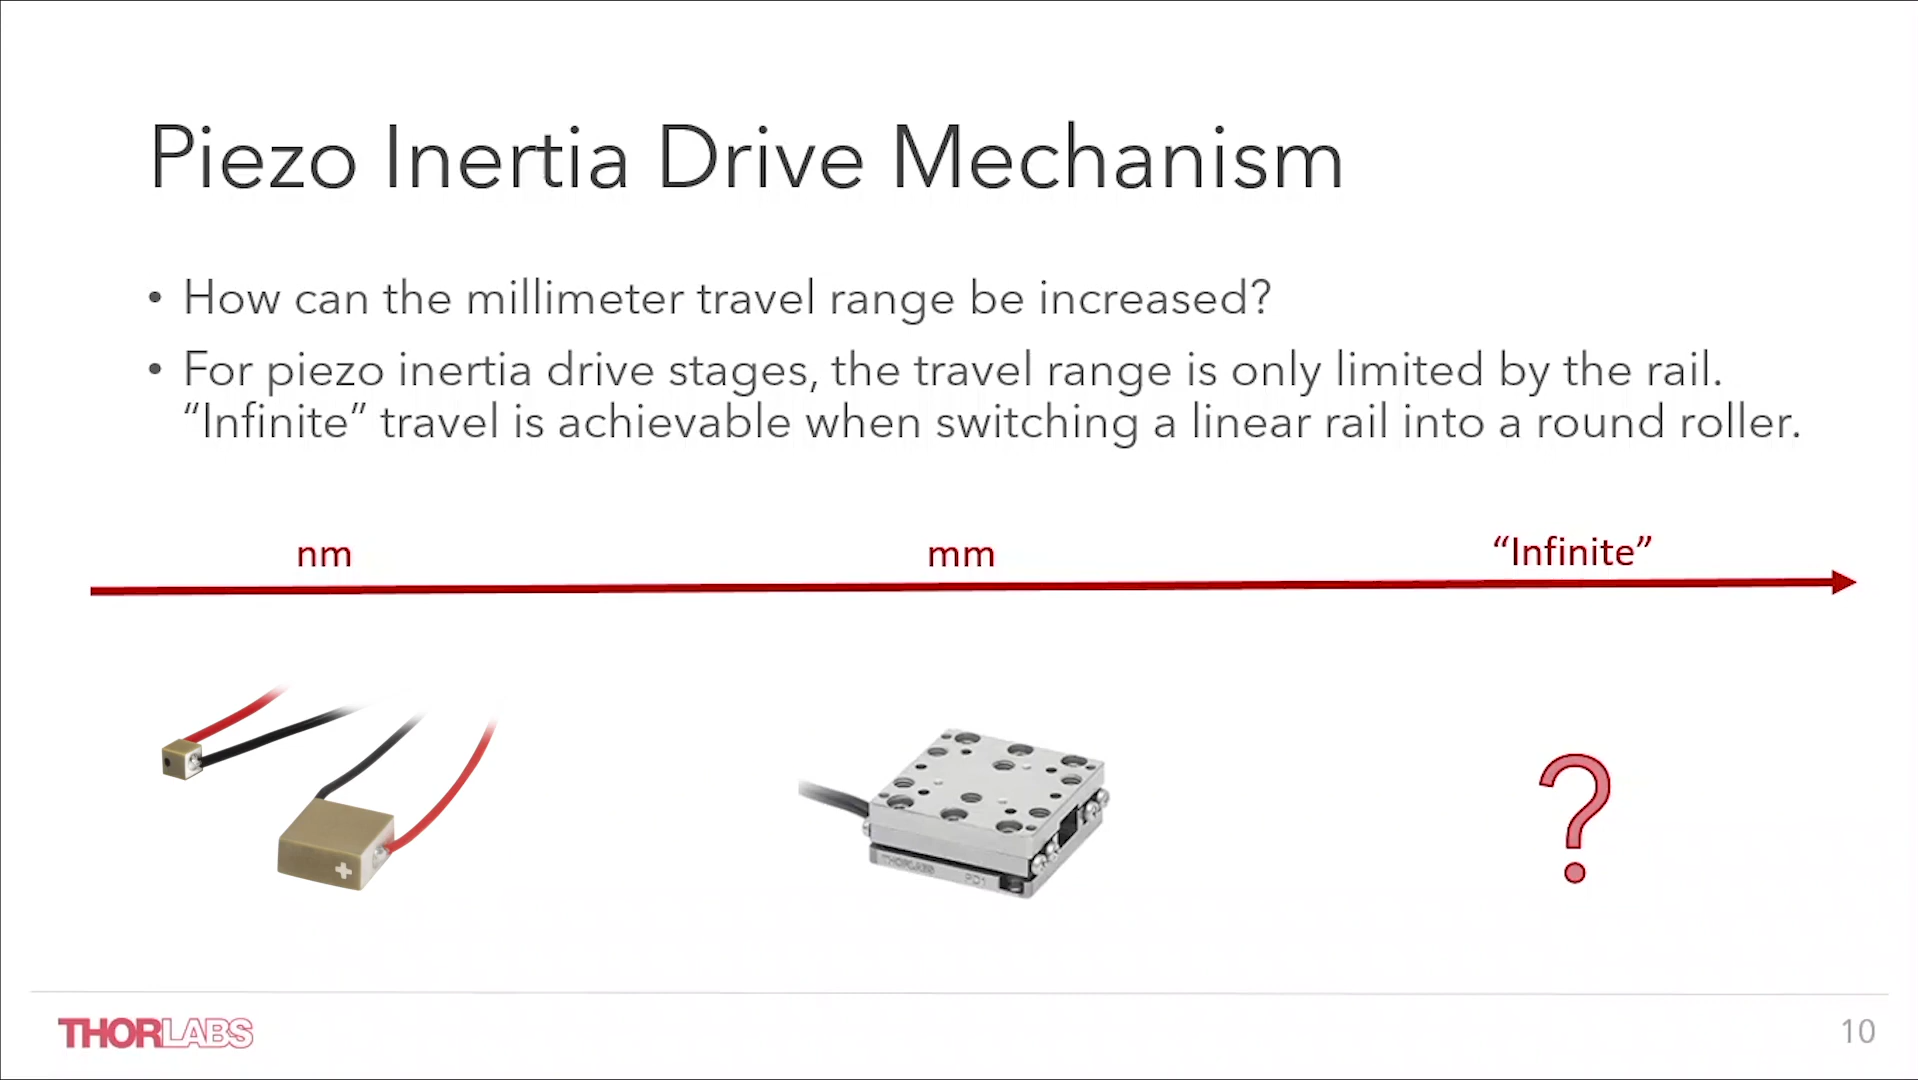 Piezo Inertia Drive Mechanism
• How can the millimeter travel range be increased?
• For piezo inertia drive stages, the travel range is only limited by the rail.
“Infinite” travel is achievable when switching a linear rail into a round roller.
nm
mm
“Infinite”
THORLABS
PD1
?
THORLABS
10